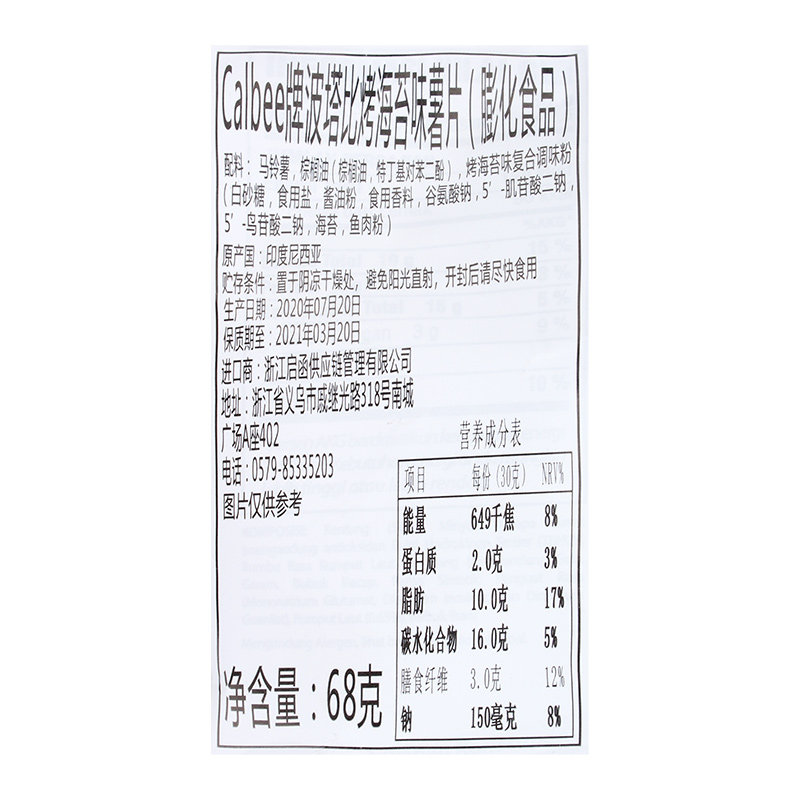 Calbee牌波塔比烤海苔味薯片（膨化食品）
配料：马铃薯，棕榈油（棕榈油，特丁基对苯二酚），烤海苔味复合调味粉
（白砂糖，食用盐，酱油粉，食用香料，谷氨酸钠，5’-肌苷酸二钠，
5’-鸟苷酸二钠，海苔，鱼肉粉）
原产国：印度尼西亚
贮存条件：置于阴凉干燥处，避免阳光直射，开封后请尽快食用
生产日期：2020年07月20日
保质期至：2021年03月20日
进口商：浙江启函供应链管理有限公司
地址：浙江省义乌市戚继光路318号南城
广场A座402
电话：0579-85335203
图片仅供参考
营养成分表
项目 每份（30克） NRV%
能量 649千焦 8%
蛋白质 2.0克 3%
脂肪 10.0克 17%
碳水化合物 16.0克 5%
膳食纤维 3.0克 12%
钠 150毫克 8%
净含量：68克